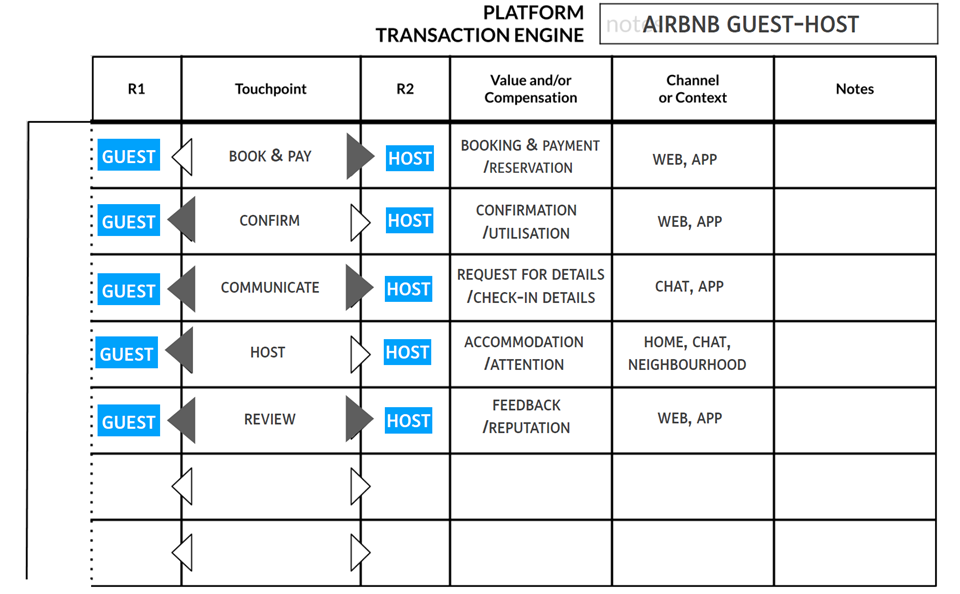 PLATFORM
TRANSACTION ENGINE
notes
AIRBNB GUEST-HOST
R1
Touchpoint
R2
Value and/or
Compensation
Channel
or Context
Notes
GUEST
BOOK & PAY
HOST
BOOKING & PAYMENT
/RESERVATION
WEB, APP
GUEST
CONFIRM
HOST
CONFIRMATION
/UTILISATION
WEB, APP
GUEST
COMMUNICATE
HOST
REQUEST FOR DETAILS
/CHECK-IN DETAILS
CHAT, APP
GUEST
HOST
HOST
ACCOMMODATION
/ATTENTION
HOME, CHAT,
NEIGHBOURHOOD
GUEST
REVIEW
HOST
FEEDBACK
/REPUTATION
WEB, APP